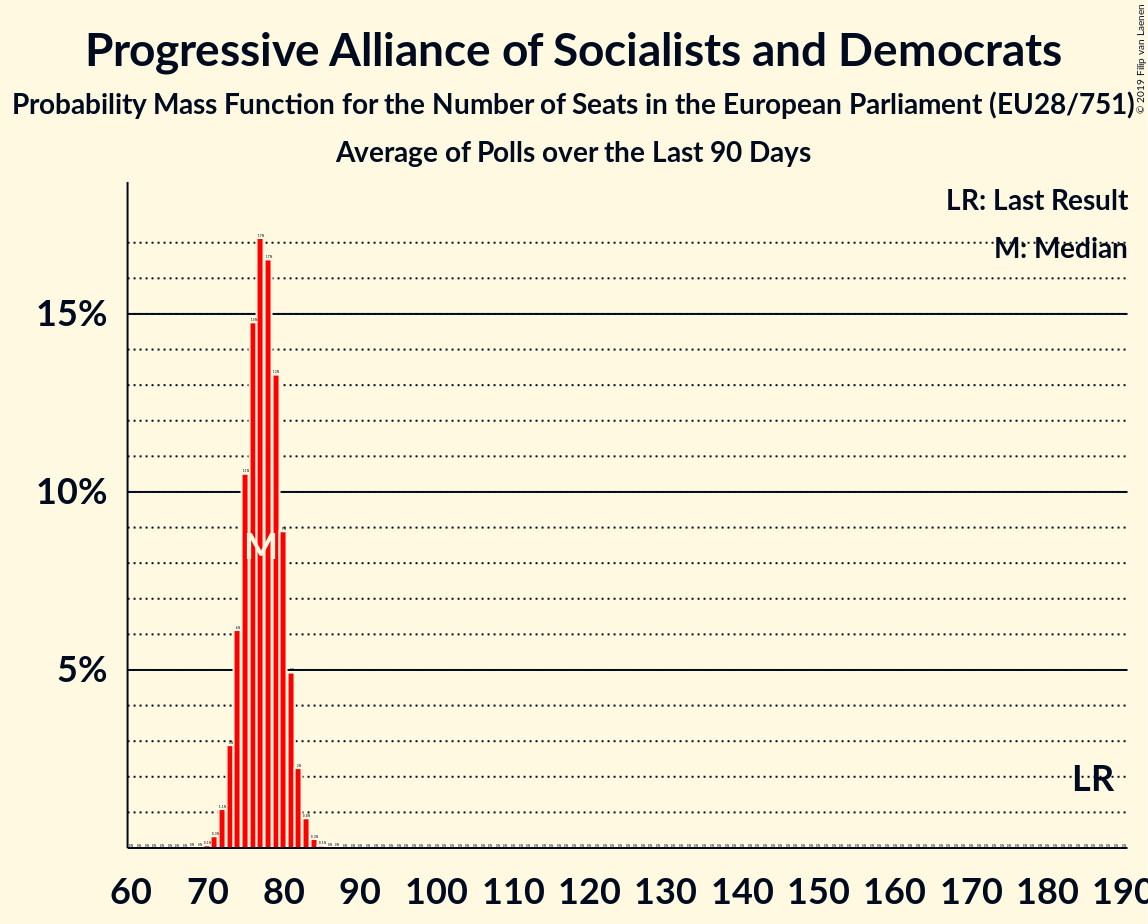 Progressive Alliance of Socialists and Democrats
Probability Mass Function for the Number of Seats in the European Parliament (EU28/751)
Average of Polls over the Last 90 Days
© 2019 Filip van Laenen
LR: Last Result
M: Median
15%
10%
5%
M
LR
60 70 80 90 100 110 120 130 140 150 160 170 180 190